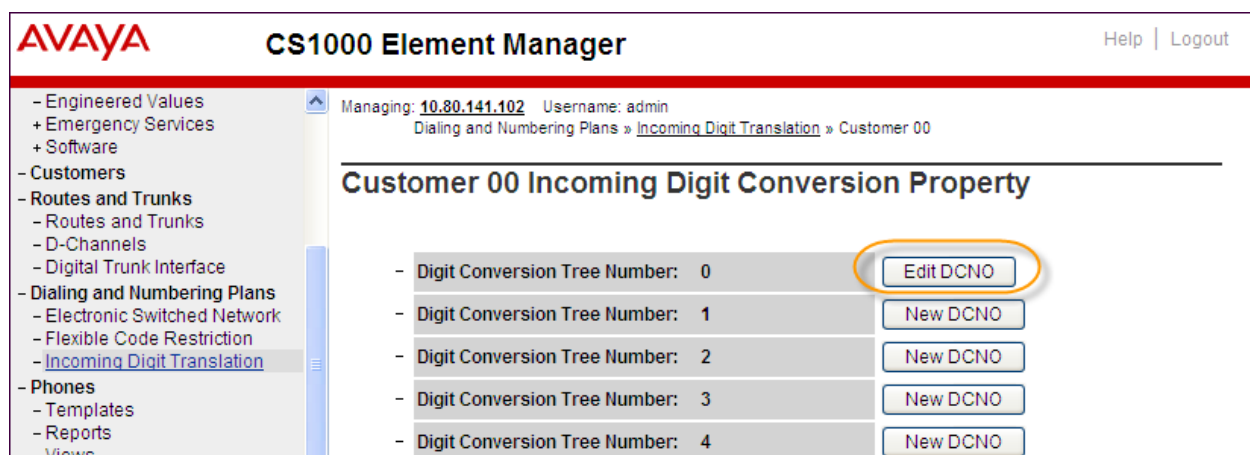 AVAYA
CS1000 Element Manager
Help | Logout
– Engineered Values
+ Emergency Services
+ Software
– Customers
– Routes and Trunks
– Routes and Trunks
– D-Channels
– Digital Trunk Interface
– Dialing and Numbering Plans
– Electronic Switched Network
– Flexible Code Restriction
– Incoming Digit Translation
– Phones
– Templates
– Reports
– Views
Managing: 10.80.141.102 Username: admin
Dialing and Numbering Plans » Incoming Digit Translation » Customer 00
Customer 00 Incoming Digit Conversion Property
– Digit Conversion Tree Number: 0 Edit DCNO
– Digit Conversion Tree Number: 1 New DCNO
– Digit Conversion Tree Number: 2 New DCNO
– Digit Conversion Tree Number: 3 New DCNO
– Digit Conversion Tree Number: 4 New DCNO